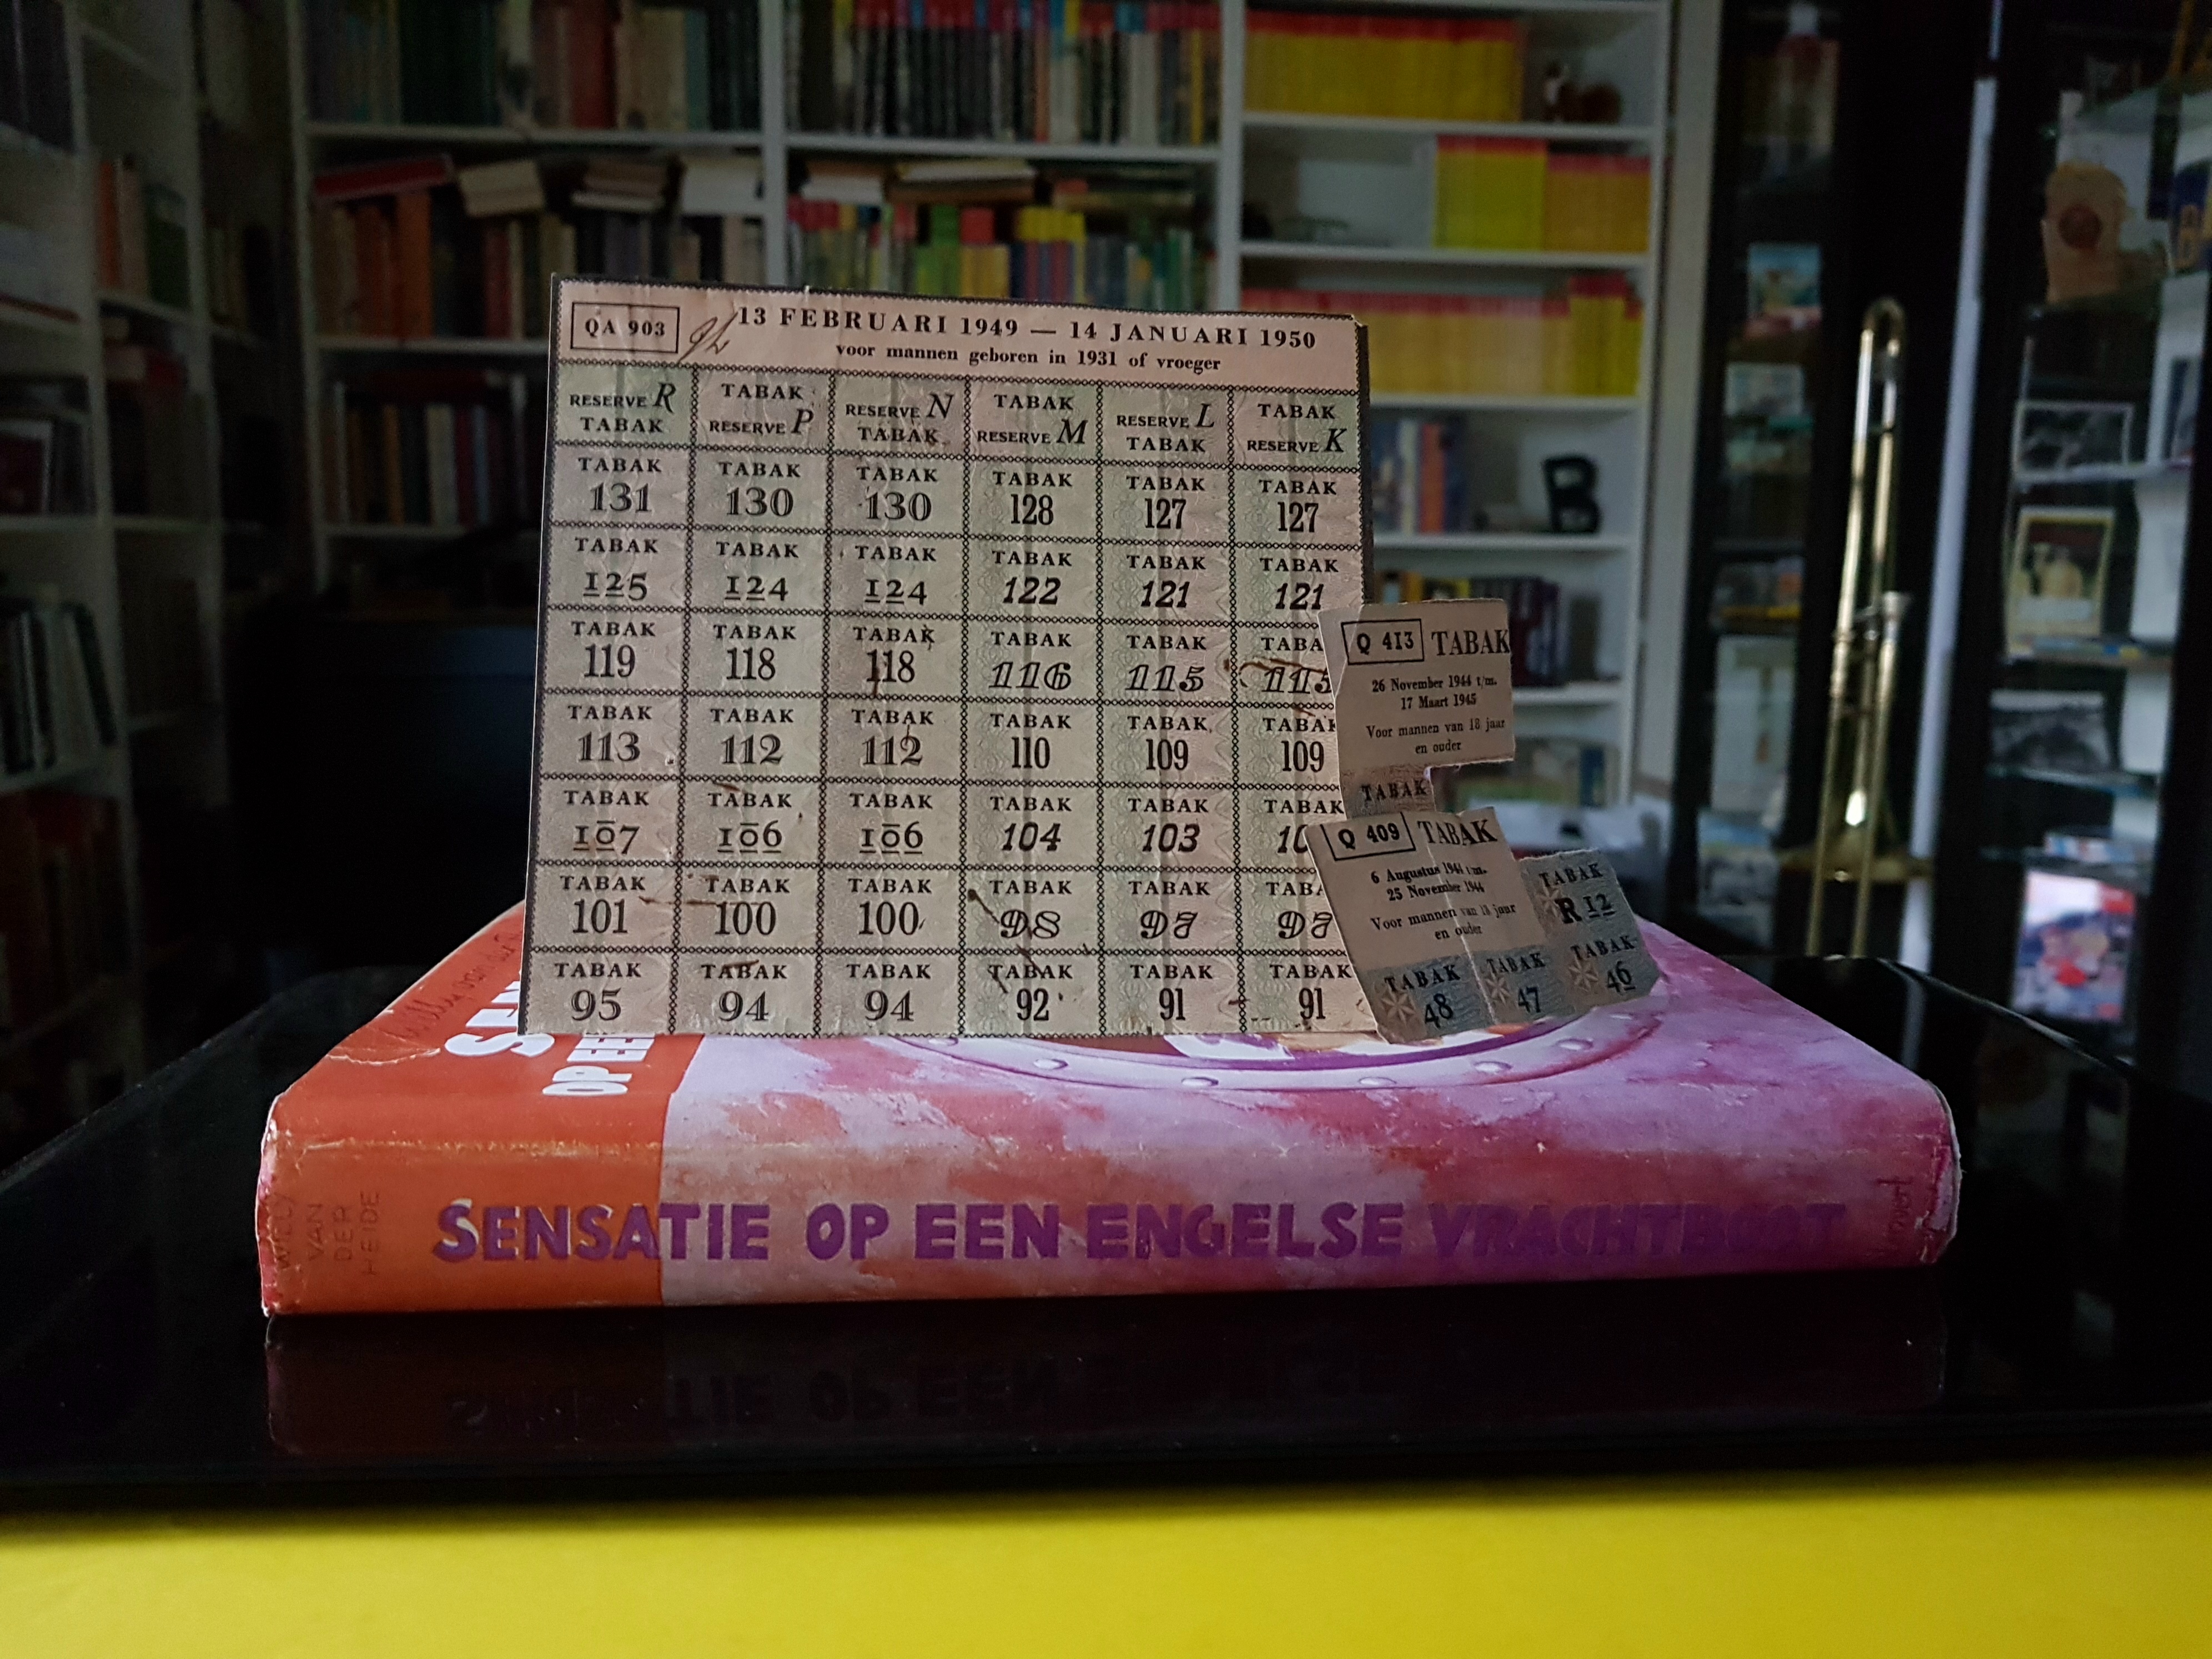 QA 903
13 FEBRUARI 1949 — 14 JANUARI 1950
voor mannen geboren in 1931 of vroeger
RESERVE R TABAK RESERVE N TABAK RESERVE L TABAK
TABAK RESERVE P TABAK RESERVE M TABAK RESERVE K
TABAK TABAK TABAK TABAK TABAK TABAK
131 130 130 128 127 127
TABAK TABAK TABAK TABAK TABAK TABAK
125 124 124 122 121 121
TABAK TABAK TABAK TABAK TABAK TABA
119 118 118 116 115 115
TABAK TABAK TABAK TABAK TABAK TABAK
113 112 112 110 109 109
TABAK TABAK TABAK TABAK TABAK TABAK
107 106 106 104 103 10
TABAK TABAK TABAK TABAK TABAK TABA
101 100 100 98 97 97
TABAK TABAK TABAK TABAK TABAK TABAK
95 94 94 92 91 91
Q 413 TABAK
26 November 1944 t/m.
17 Maart 1945
Voor mannen van 18 jaar
en ouder
TABAK
Q 409 TABAK
6 Augustus 1944 t/m.
25 November 1944
Voor mannen van 18 jaar
en ouder
TABAK
R 12
TABAK TABAK TABAK
48 47 46
OP EE
WILLY
VAN
DER
HEIDE
SENSATIE OP EEN ENGELSE VRACHTBOOT
B